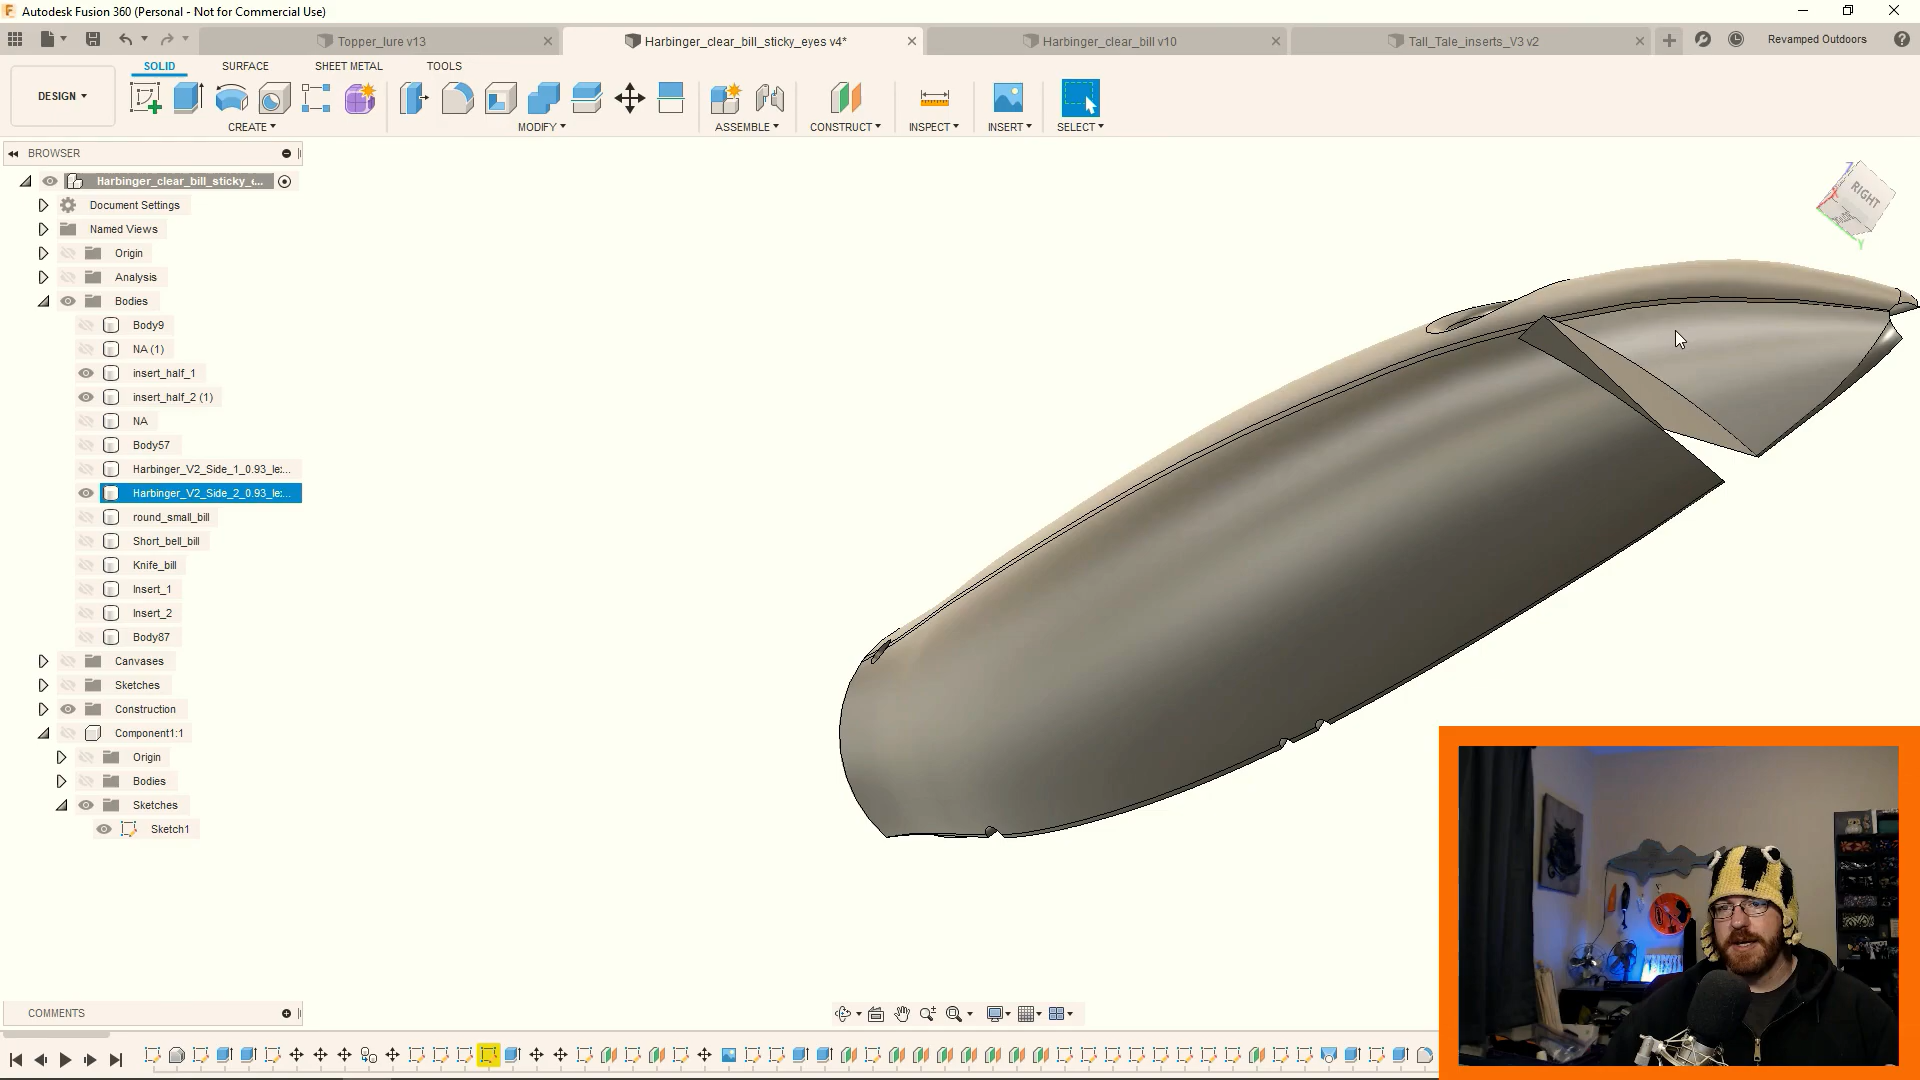 Autodesk Fusion 360 (Personal - Not for Commercial Use)
Topper_lure v13
Harbinger_clear_bill_sticky_eyes v4*
Harbinger_clear_bill v10
Tall_Tale_inserts_V3 v2
Revamped Outdoors
SOLID
SURFACE
SHEET METAL
TOOLS
DESIGN
CREATE
MODIFY
ASSEMBLE
CONSTRUCT
INSPECT
INSERT
SELECT
BROWSER
Harbinger_clear_bill_sticky_e...
Document Settings
Named Views
Origin
Analysis
Bodies
Body9
NA (1)
insert_half_1
insert_half_2 (1)
NA
Body57
Harbinger_V2_Side_1_0.93_le...
Harbinger_V2_Side_2_0.93_le...
round_small_bill
Short_bell_bill
Knife_bill
Insert_1
Insert_2
Body87
Canvases
Sketches
Construction
Component1:1
Origin
Bodies
Sketches
Sketch1
RIGHT
Z
Y
COMMENTS